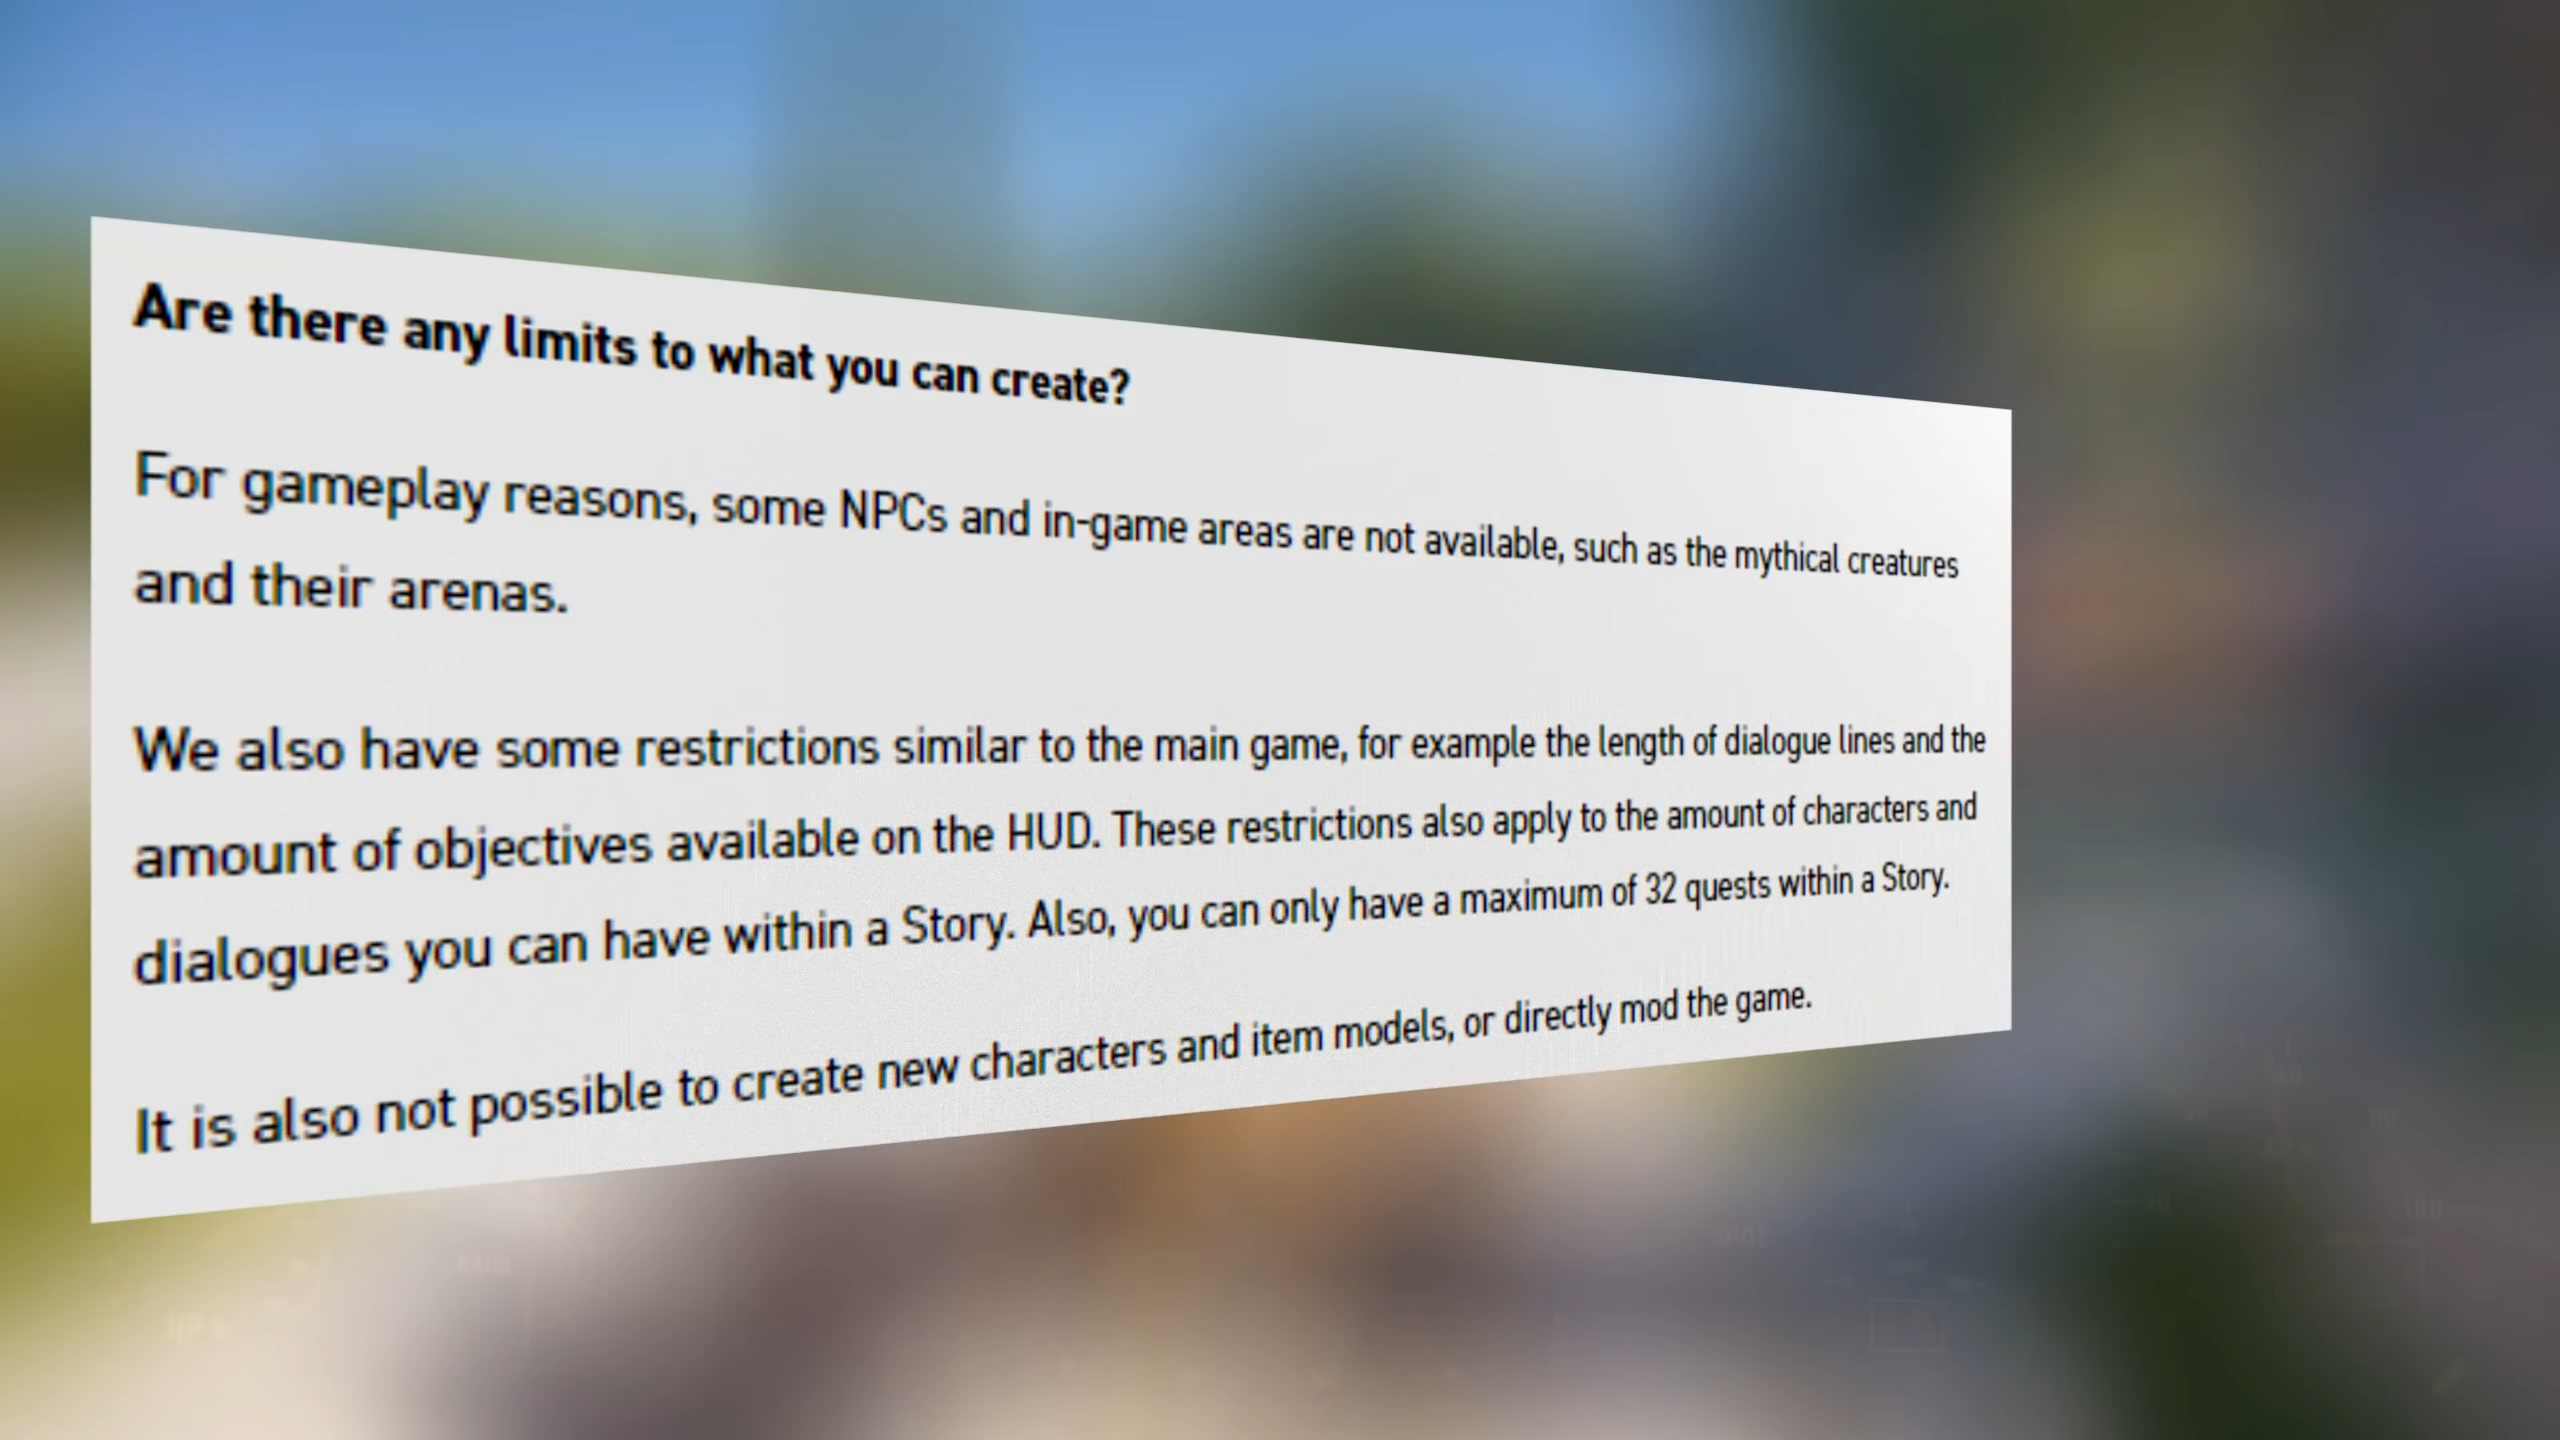 Are there any limits to what you can create?
For gameplay reasons, some NPCs and in-game areas are not available, such as the mythical creatures
and their arenas.
We also have some restrictions similar to the main game, for example the length of dialogue lines and the
amount of objectives available on the HUD. These restrictions also apply to the amount of characters and
dialogues you can have within a Story. Also, you can only have a maximum of 32 quests within a Story.
It is also not possible to create new characters and item models, or directly mod the game.